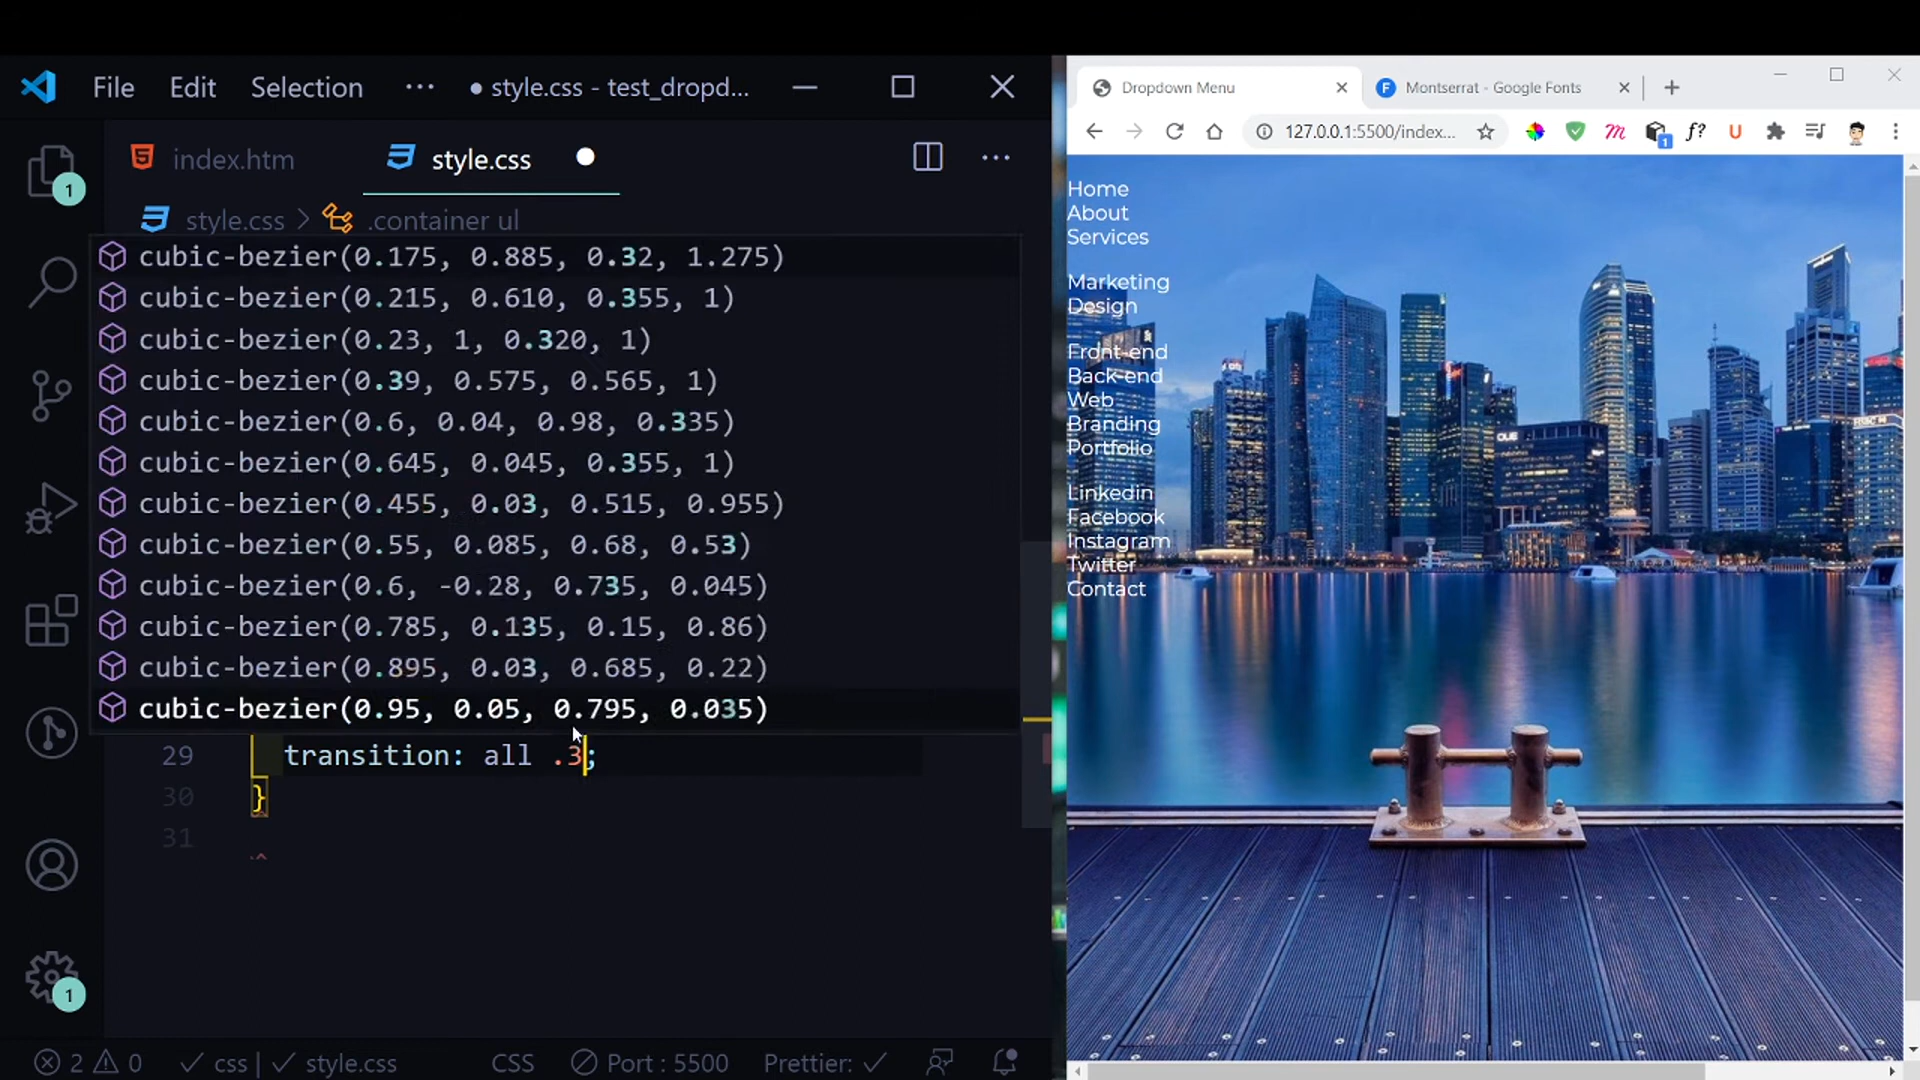 File Edit Selection ··· ● style.css - test_dropd...
index.htm style.css
style.css > .container ul
cubic-bezier(0.175, 0.885, 0.32, 1.275)
cubic-bezier(0.215, 0.610, 0.355, 1)
cubic-bezier(0.23, 1, 0.320, 1)
cubic-bezier(0.39, 0.575, 0.565, 1)
cubic-bezier(0.6, 0.04, 0.98, 0.335)
cubic-bezier(0.645, 0.045, 0.355, 1)
cubic-bezier(0.455, 0.03, 0.515, 0.955)
cubic-bezier(0.55, 0.085, 0.68, 0.53)
cubic-bezier(0.6, -0.28, 0.735, 0.045)
cubic-bezier(0.785, 0.135, 0.15, 0.86)
cubic-bezier(0.895, 0.03, 0.685, 0.22)
cubic-bezier(0.95, 0.05, 0.795, 0.035)
29 transition: all .3;
30 }
31
1
1
2 0 css | style.css CSS Port : 5500 Prettier:
Dropdown Menu Montserrat - Google Fonts
127.0.0.1:5500/index...
Home
About
Services
Marketing
Design
Front-end
Back-end
Web
Branding
Portfolio
Linkedin
Facebook
Instagram
Twitter
Contact
OUE
HSBC